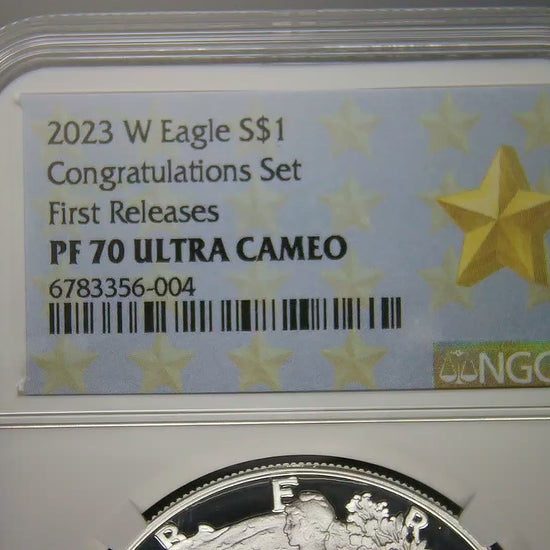 2023 W Eagle S$1
Congratulations Set
First Releases
PF 70 ULTRA CAMEO
6783356-004
NGC
B E R